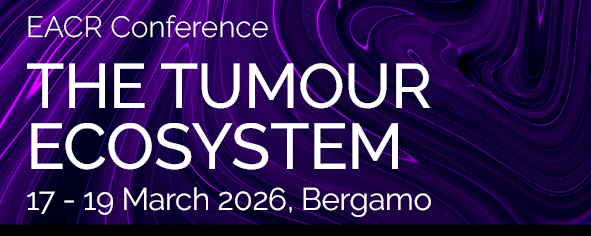 EACR Conference
THE TUMOUR
ECOSYSTEM
17 - 19 March 2026, Bergamo